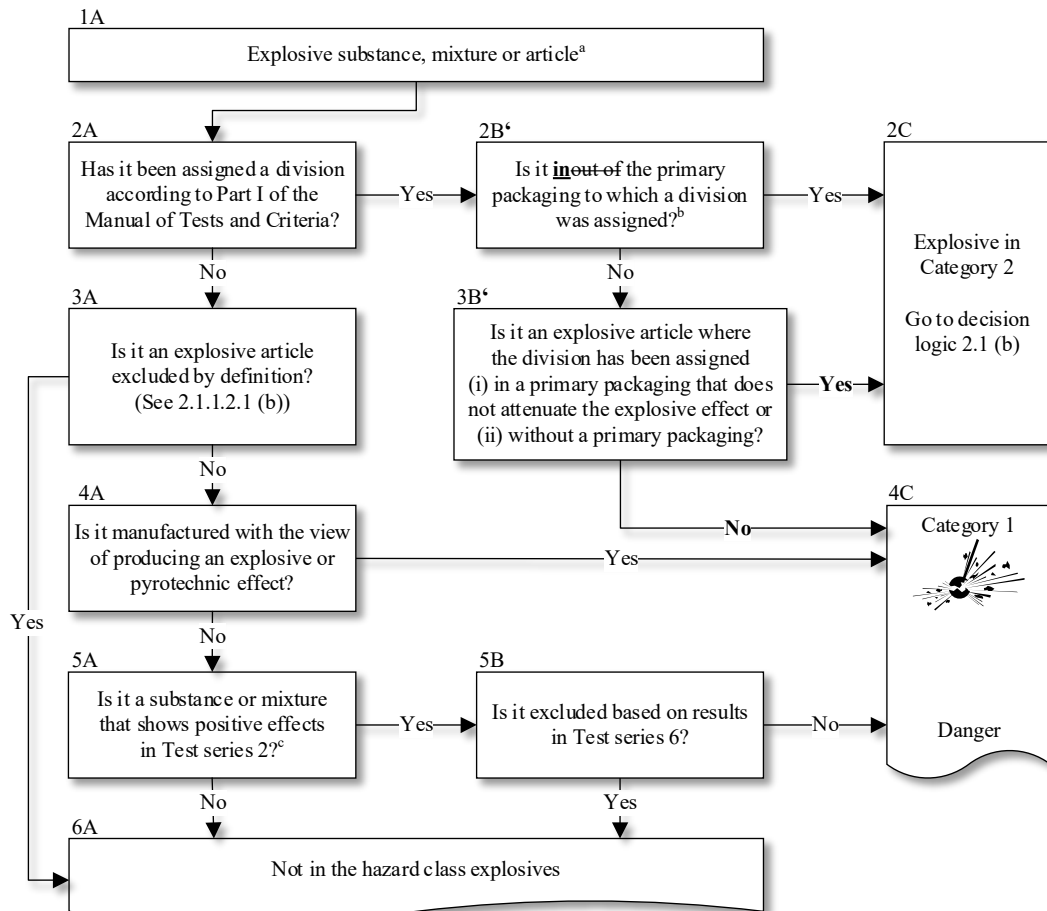 1A
Explosive substance, mixture or articleᵃ
2A
Has it been assigned a division
according to Part I of the
Manual of Tests and Criteria?
Yes
2B‘
Is it inout of the primary
packaging to which a division
was assigned?ᵇ
Yes
2C
Explosive in
Category 2
Go to decision
logic 2.1 (b)
No
No
3A
Is it an explosive article
excluded by definition?
(See 2.1.1.2.1 (b))
3B‘
Is it an explosive article where
the division has been assigned
(i) in a primary packaging that does
not attenuate the explosive effect or
(ii) without a primary packaging?
Yes
No
No
4A
Is it manufactured with the view
of producing an explosive or
pyrotechnic effect?
Yes
4C
Category 1
Danger
Yes
No
5A
Is it a substance or mixture
that shows positive effects
in Test series 2?ᶜ
Yes
5B
Is it excluded based on results
in Test series 6?
No
No
Yes
6A
Not in the hazard class explosives